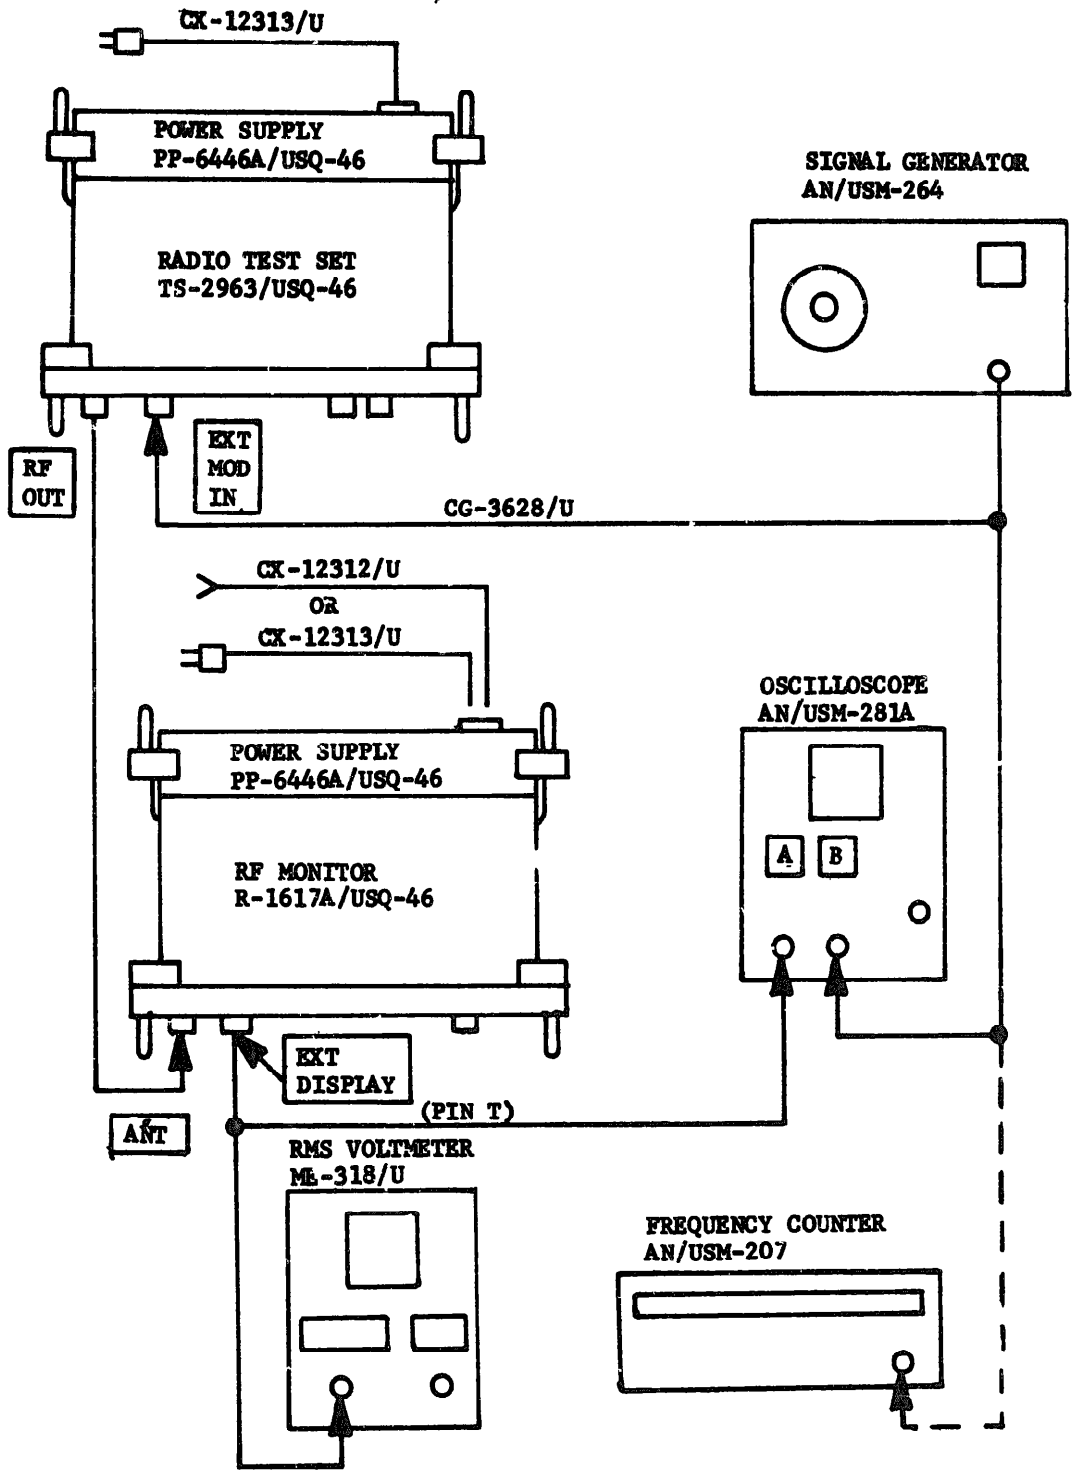 CX-12313/U
POWER SUPPLY
PP-6446A/USQ-46
SIGNAL GENERATOR
AN/USM-264
RADIO TEST SET
TS-2963/USQ-46
RF
OUT
EXT
MOD
IN
CG-3628/U
CX-12312/U
OR
CX-12313/U
OSCILLOSCOPE
AN/USM-281A
POWER SUPPLY
PP-6446A/USQ-46
A
B
RF MONITOR
R-1617A/USQ-46
EXT
DISPLAY
(PIN T)
ANT
RMS VOLTMETER
ME-318/U
FREQUENCY COUNTER
AN/USM-207